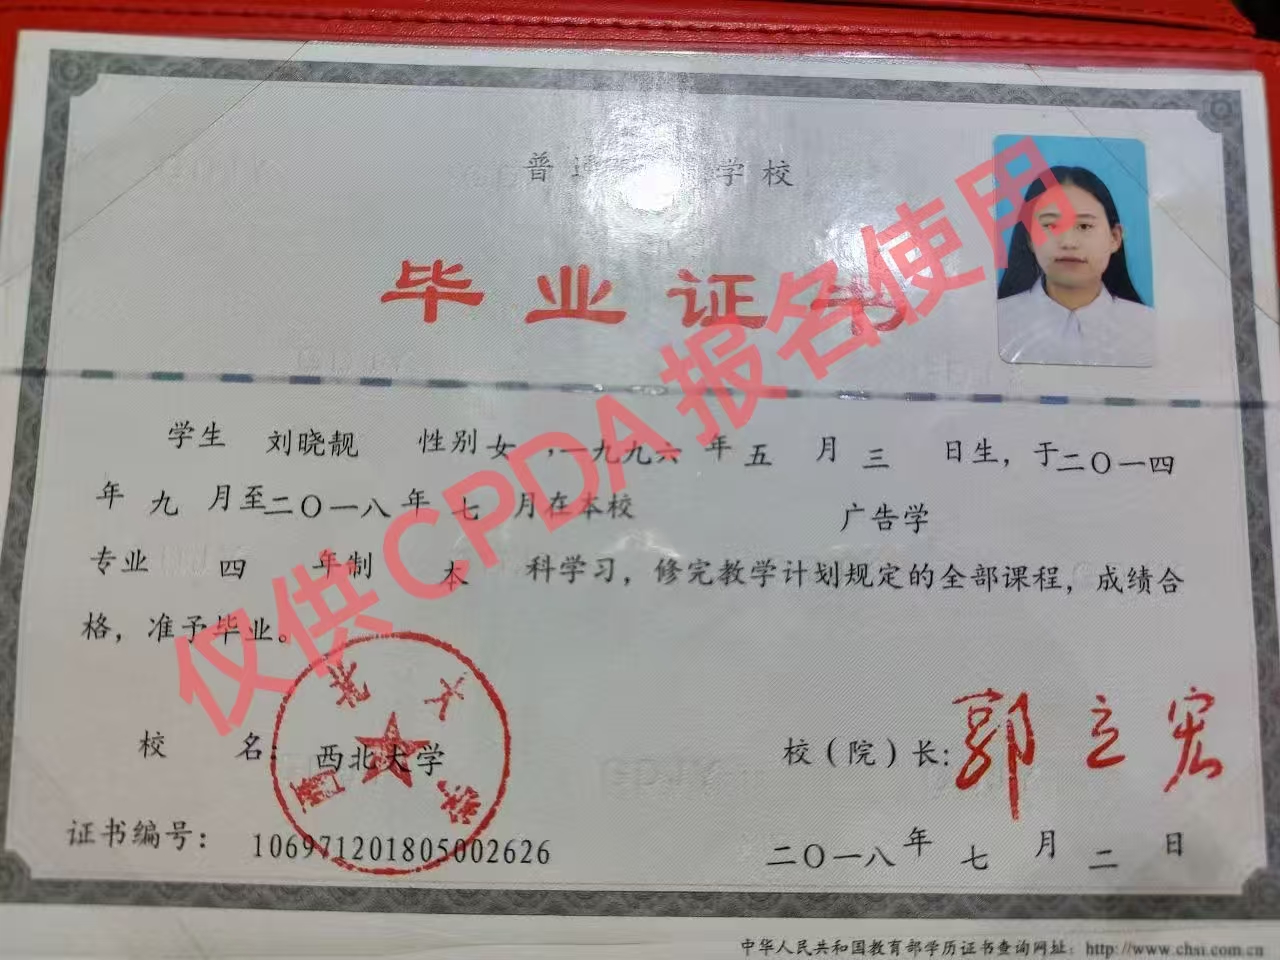 普通 学校
毕业证书
学生 刘晓靓 性别女,一九九六年五月三日生,于二〇一四
年九月至二〇一八年七月在本校 广告学
专业 四 年制 本 科学习,修完教学计划规定的全部课程,成绩合
格,准予毕业。
校 名: 西北大学
校(院)长: 郭立宏
证书编号: 106971201805002626
二〇一八年七月二日
中华人民共和国教育部学历证书查询网址: http://www.chsi.com.cn
西北大学
仅供CPDA报名使用